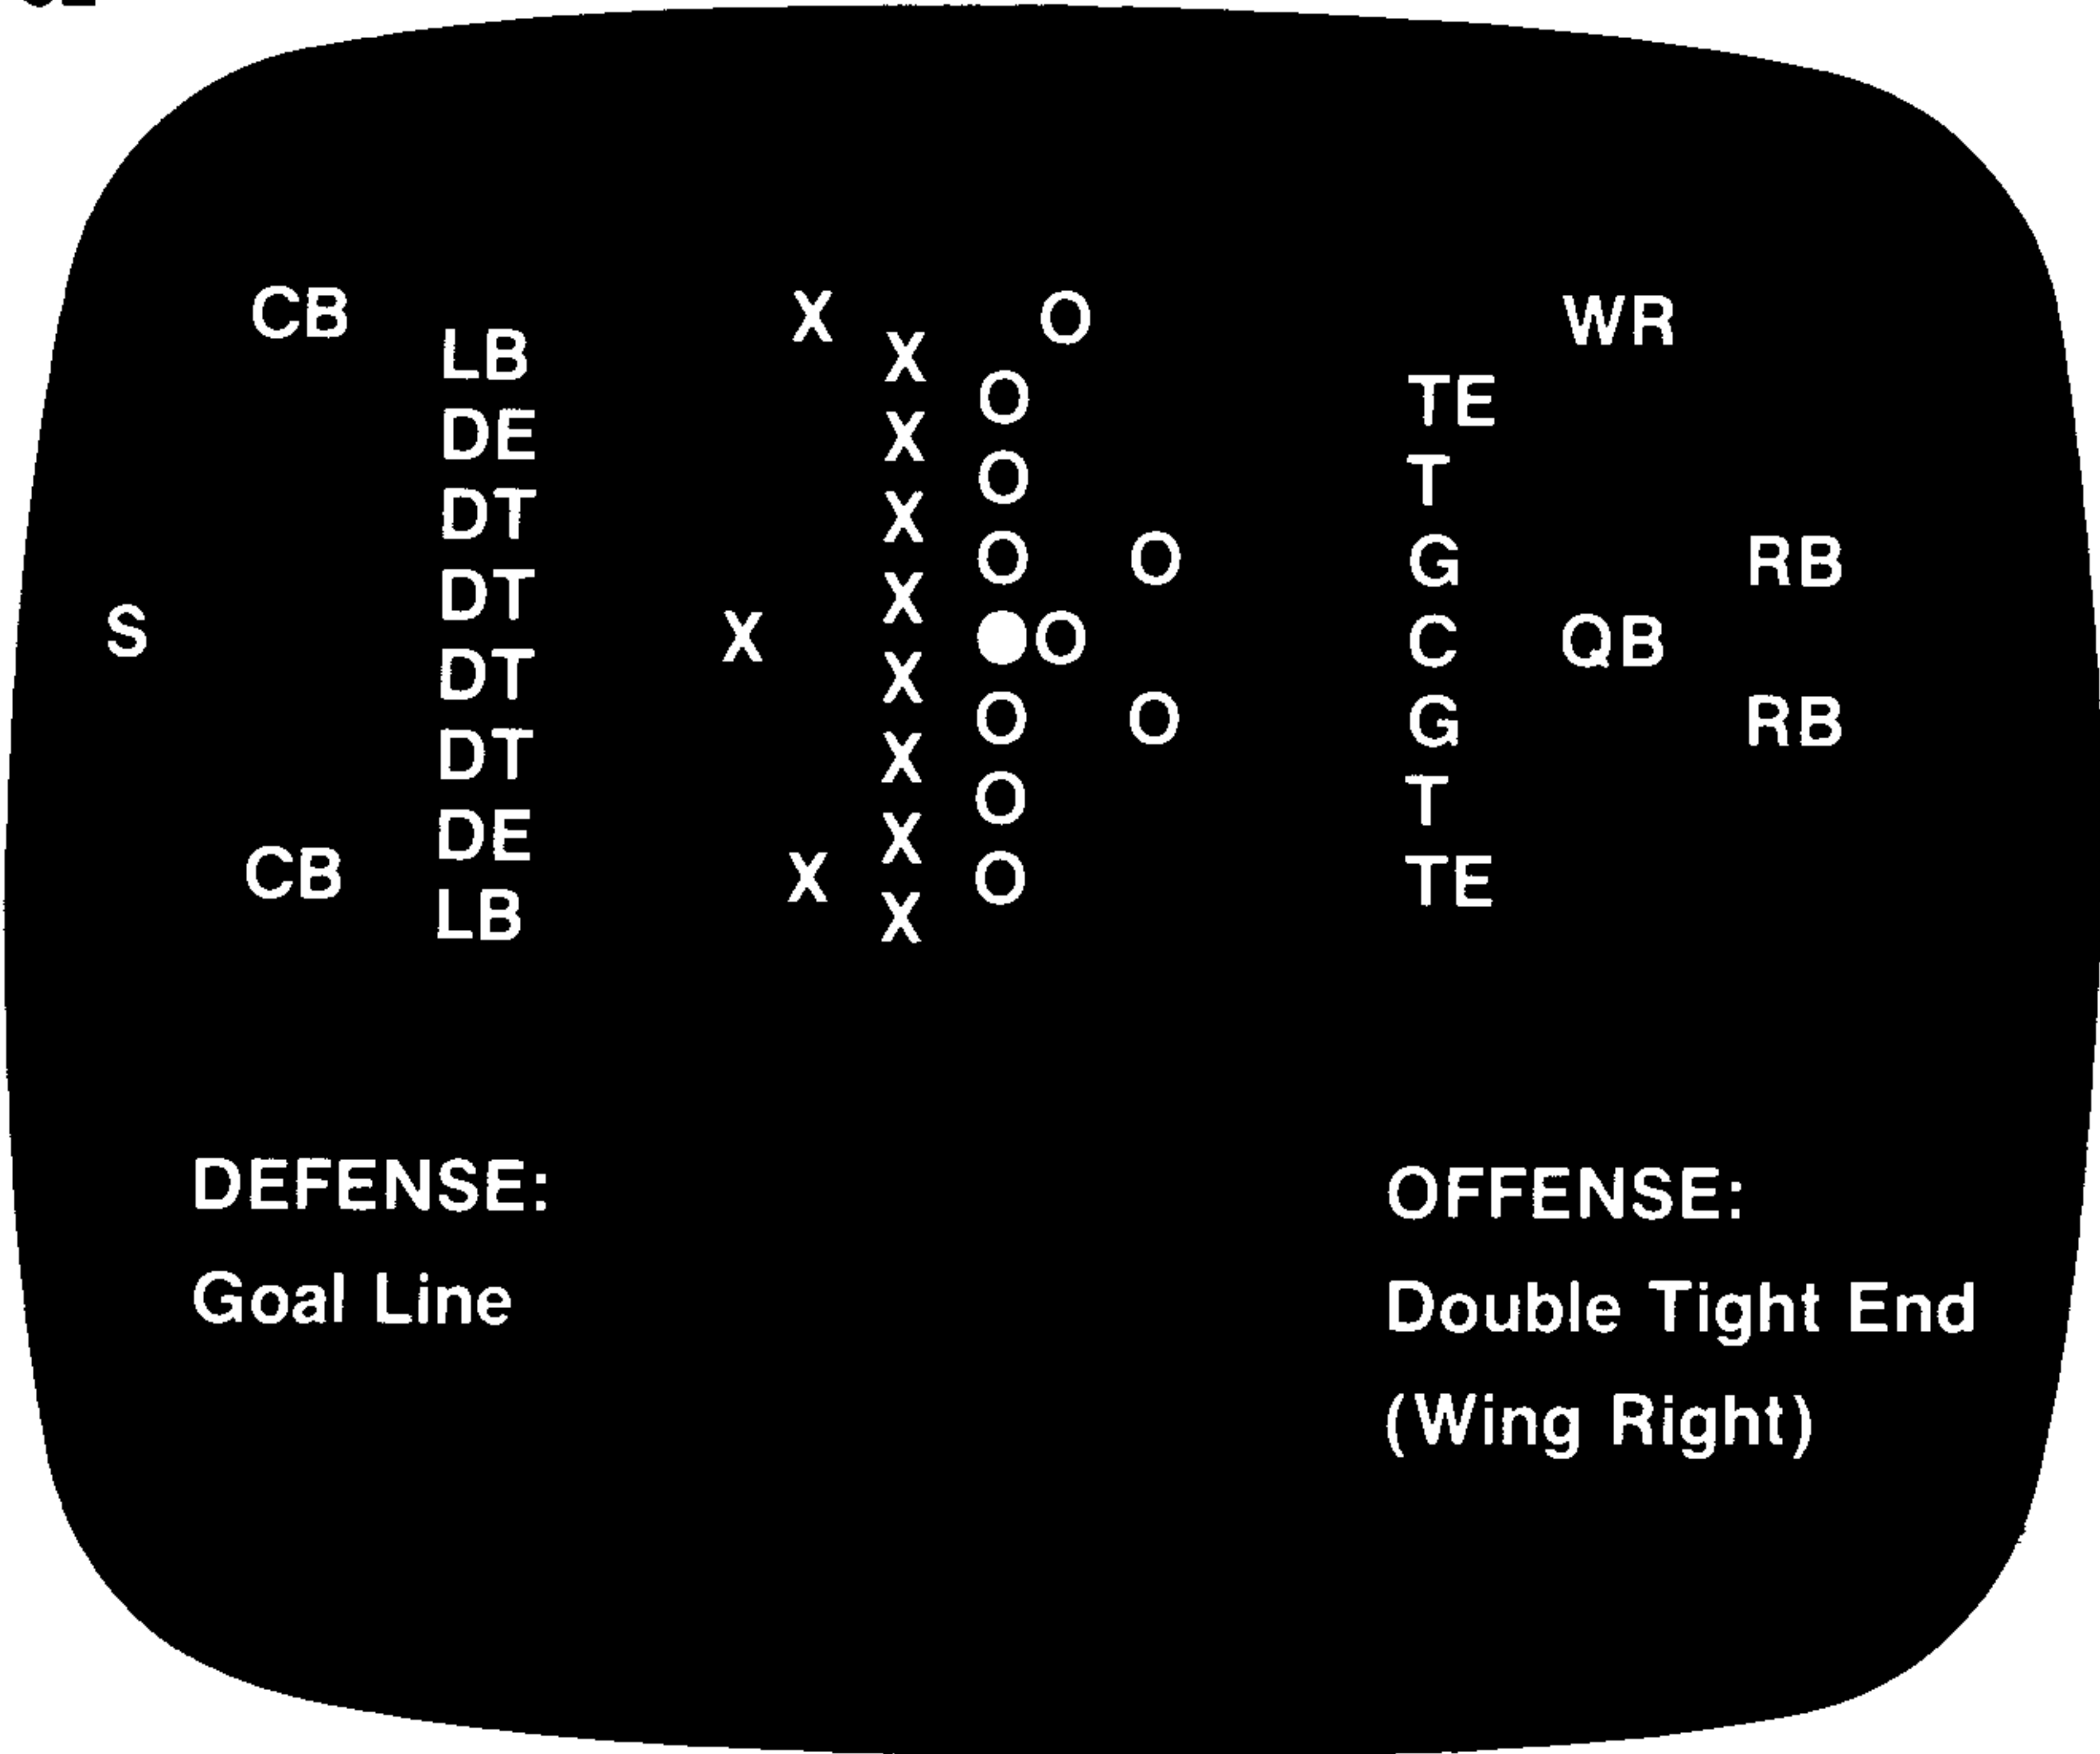 CB X O WR
LB X
O TE
DE X
O T
DT X
O O G RB
DT X
S X O C QB
DT X
O O G RB
DT X
O T
DE X
CB X O TE
LB X
DEFENSE: OFFENSE:
Goal Line Double Tight End
(Wing Right)